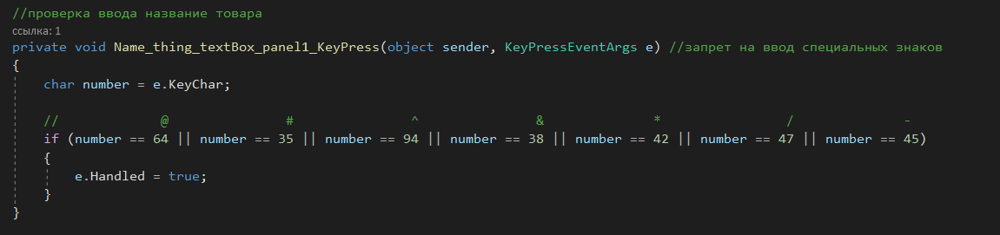 //проверка ввода название товара
ссылка: 1
private void Name_thing_textBox_panel1_KeyPress(object sender, KeyPressEventArgs e) //запрет на ввод специальных знаков
{
char number = e.KeyChar;
// @ # ^ & * / -
if (number == 64 || number == 35 || number == 94 || number == 38 || number == 42 || number == 47 || number == 45)
{
e.Handled = true;
}
}